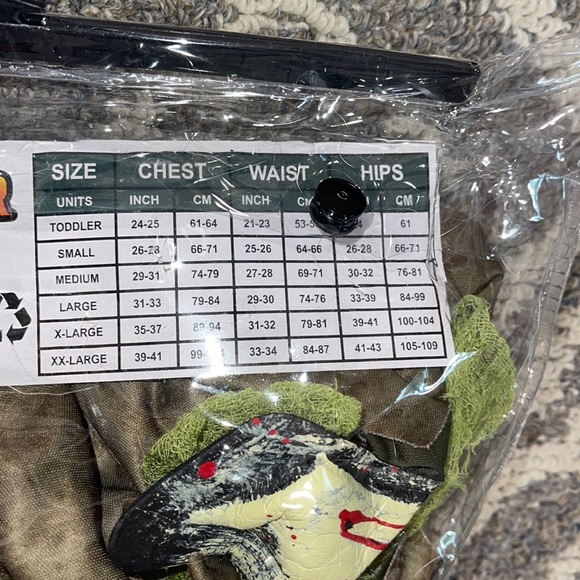 SIZE CHEST WAIST HIPS
UNITS INCH CM INCH INCH CM
TODDLER 24-25 61-64 21-23 61
SMALL 26-28 66-71 25-26 64-66 26-28 66-71
MEDIUM 29-31 74-79 27-28 69-71 30-32 76-81
LARGE 31-33 79-84 29-30 74-76 33-39 84-99
X-LARGE 35-37 89-94 31-32 79-81 39-41 100-104
XX-LARGE 39-41 33-34 84-87 41-43 105-109